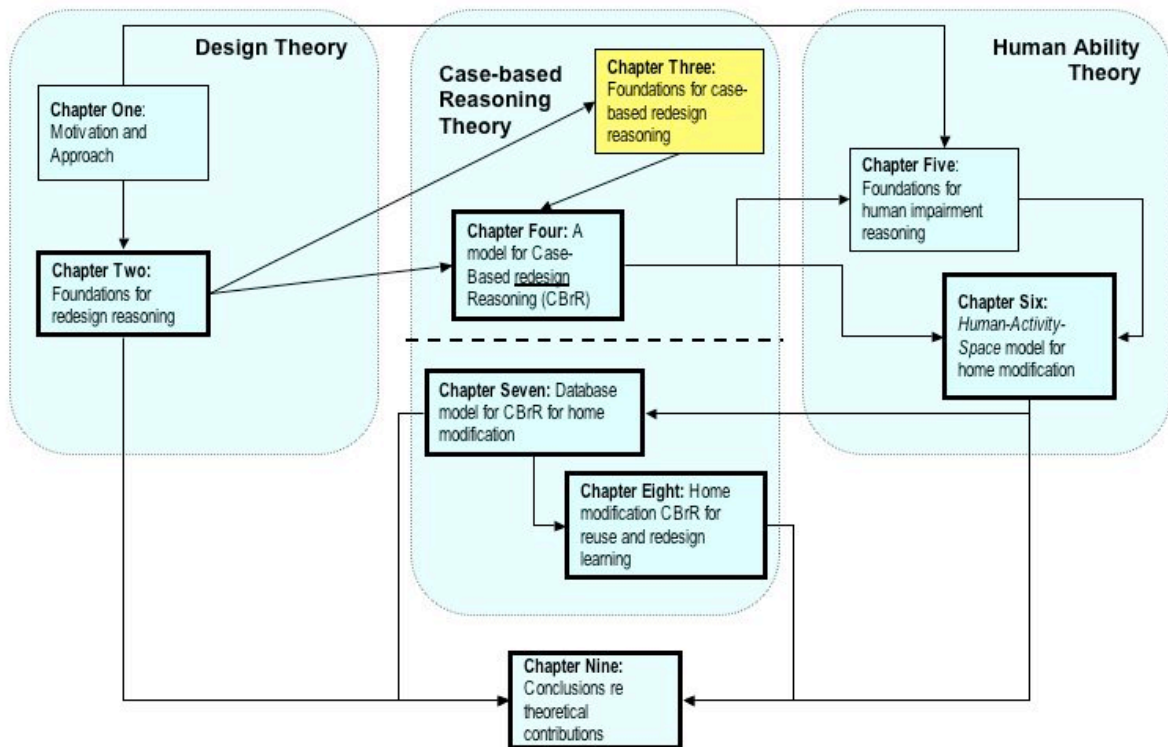 Design Theory
Chapter One:
Motivation and
Approach
Chapter Two:
Foundations for
redesign reasoning
Case-based
Reasoning
Theory
Chapter Three:
Foundations for case-
based redesign
reasoning
Chapter Four: A
model for Case-
Based redesign
Reasoning (CBrR)
Human Ability
Theory
Chapter Five:
Foundations for
human impairment
reasoning
Chapter Six:
Human-Activity-
Space model for
home modification
Chapter Seven: Database
model for CBrR for home
modification
Chapter Eight: Home
modification CBrR for
reuse and redesign
learning
Chapter Nine:
Conclusions re
theoretical
contributions